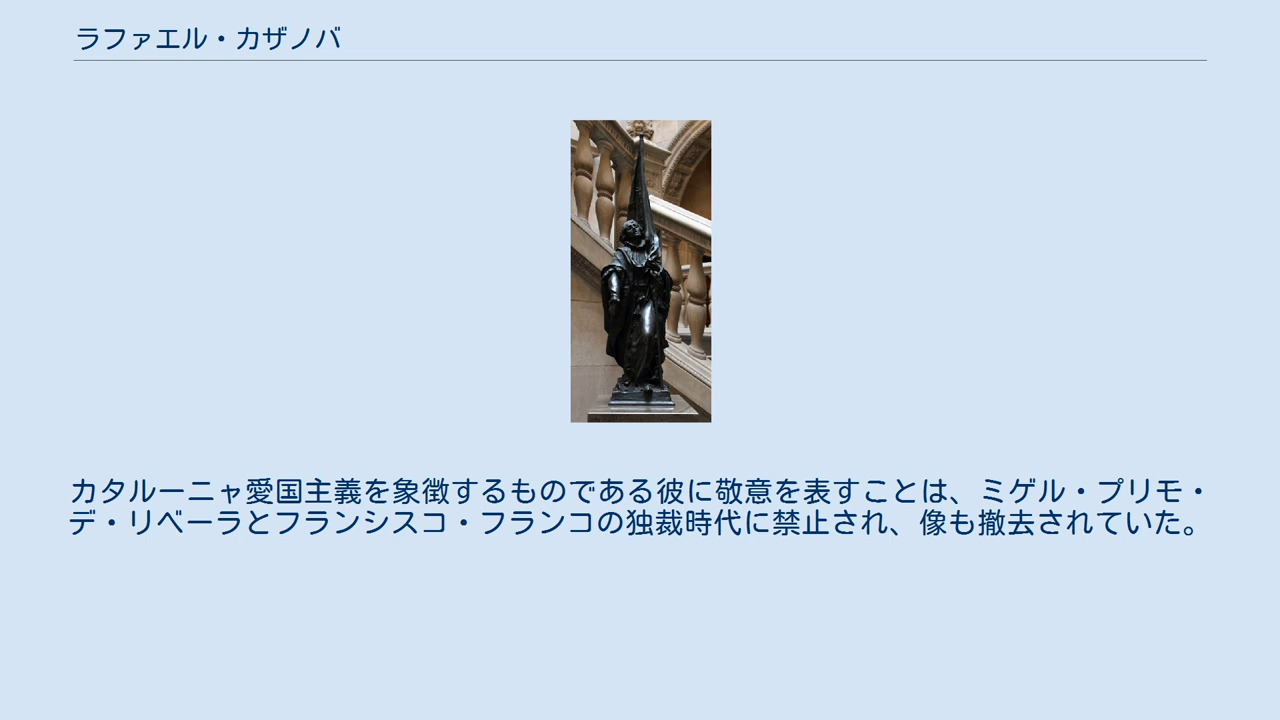 ラファエル・カザノバ
カタルーニャ愛国主義を象徴するものである彼に敬意を表すことは、ミゲル・プリモ・
デ・リベーラとフランシスコ・フランコの独裁時代に禁止され、像も撤去されていた。